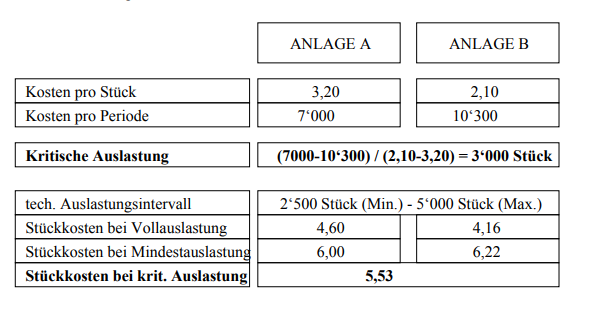 ANLAGE A ANLAGE B
Kosten pro Stück 3,20 2,10
Kosten pro Periode 7‘000 10‘300
Kritische Auslastung (7000-10‘300) / (2,10-3,20) = 3‘000 Stück
tech. Auslastungsintervall 2‘500 Stück (Min.) - 5‘000 Stück (Max.)
Stückkosten bei Vollauslastung 4,60 4,16
Stückkosten bei Mindestauslastung 6,00 6,22
Stückkosten bei krit. Auslastung 5,53